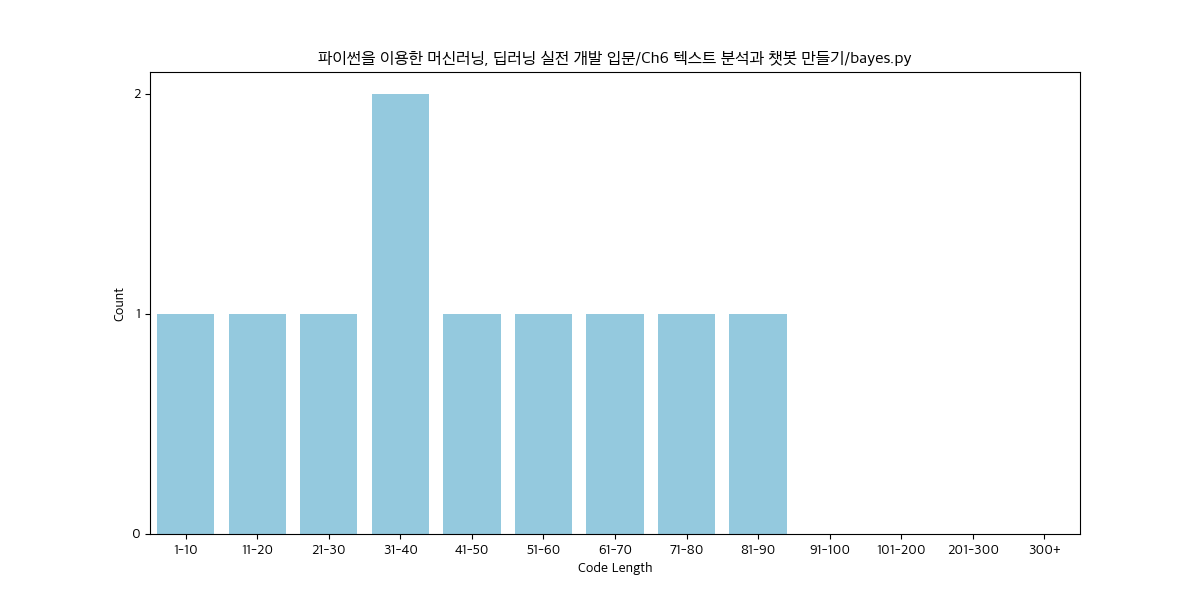 파이썬을 이용한 머신러닝, 딥러닝 실전 개발 입문/Ch6 텍스트 분석과 챗봇 만들기/bayes.py
2
1
0
Count
1-10 11-20 21-30 31-40 41-50 51-60 61-70 71-80 81-90 91-100 101-200 201-300 300+
Code Length